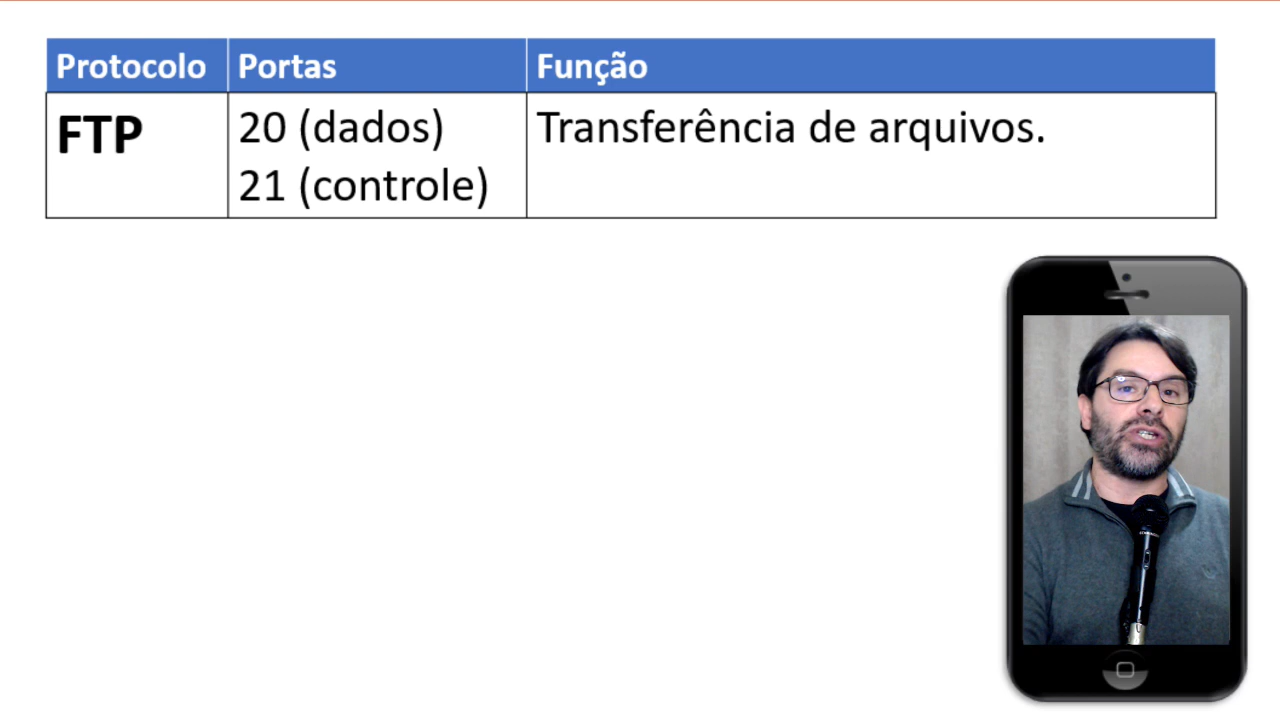 Protocolo Portas Função
FTP 20 (dados) Transferência de arquivos.
21 (controle)